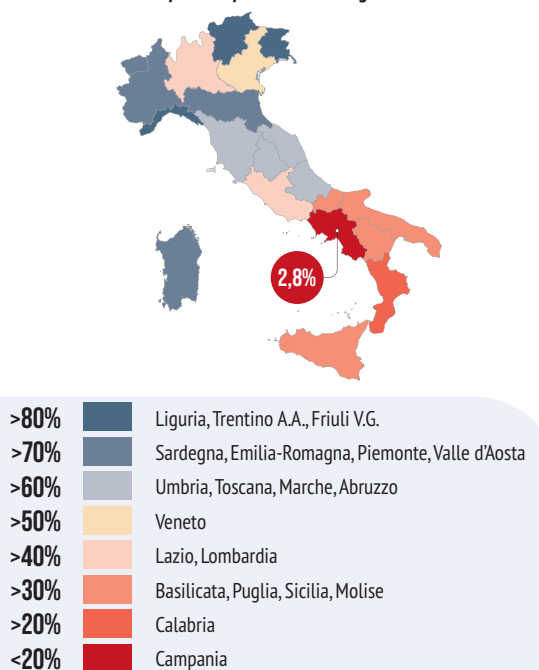 2,8%
>80% Liguria, Trentino A.A., Friuli V.G.
>70% Sardegna, Emilia-Romagna, Piemonte, Valle d'Aosta
>60% Umbria, Toscana, Marche, Abruzzo
>50% Veneto
>40% Lazio, Lombardia
>30% Basilicata, Puglia, Sicilia, Molise
>20% Calabria
<20% Campania